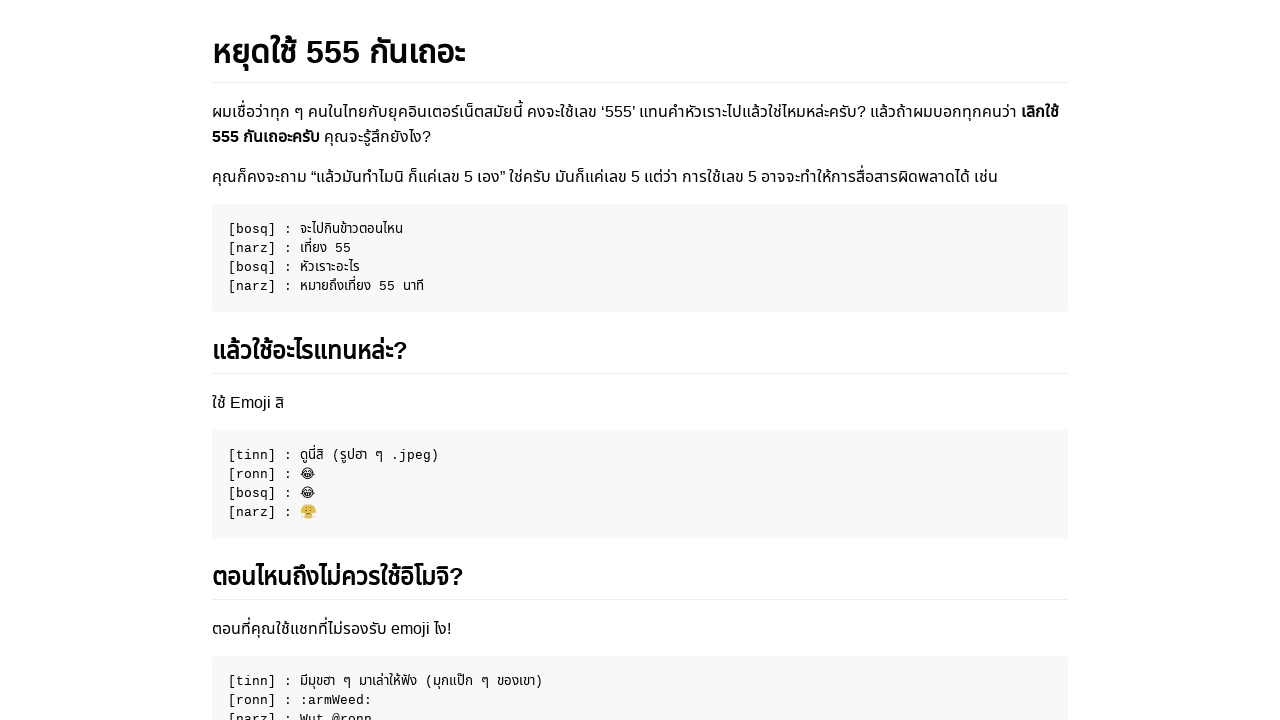 หยุดใช้ 555 กันเถอะ
ผมเชื่อว่าทุก ๆ คนในไทยกับยุคอินเตอร์เน็ตสมัยนี้ คงจะใช้เลข ‘555’ แทนคำหัวเราะไปแล้วใช่ไหมหล่ะครับ? แล้วถ้าผมบอกทุกคนว่า เลิกใช้
555 กันเถอะครับ คุณจะรู้สึกยังไง?
คุณก็คงจะถาม “แล้วมันทำไมนิ ก็แค่เลข 5 เอง” ใช่ครับ มันก็แค่เลข 5 แต่ว่า การใช้เลข 5 อาจจะทำให้การสื่อสารผิดพลาดได้ เช่น
[bosq] : จะไปกินข้าวตอนไหน
[narz] : เที่ยง 55
[bosq] : หัวเราะอะไร
[narz] : หมายถึงเที่ยง 55 นาที
แล้วใช้อะไรแทนหล่ะ?
ใช้ Emoji สิ
[tinn] : ดูนี่สิ (รูปฮา ๆ .jpeg)
[ronn] : 😂
[bosq] : 😂
[narz] : 😤
ตอนไหนถึงไม่ควรใช้อิโมจิ?
ตอนที่คุณใช้แชทที่ไม่รองรับ emoji ไง!
[tinn] : มีมุขฮา ๆ มาเล่าให้ฟัง (มุกแป๊ก ๆ ของเขา)
[ronn] : :armWeed:
[narz] : Wut @ronn